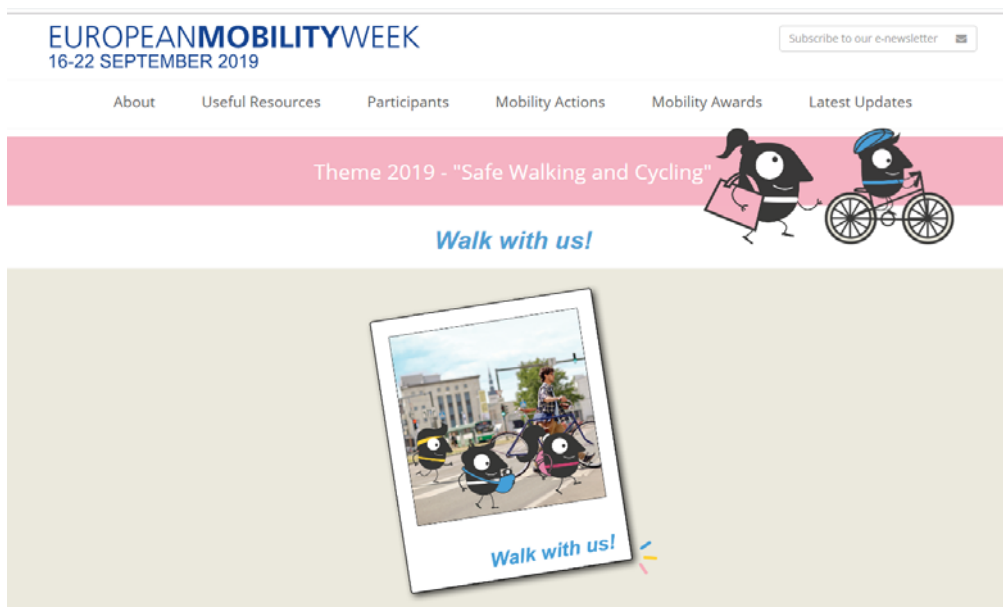 EUROPEANMOBILITYWEEK
16-22 SEPTEMBER 2019
Subscribe to our e-newsletter
About Useful Resources Participants Mobility Actions Mobility Awards Latest Updates
Theme 2019 - "Safe Walking and Cycling"
Walk with us!
Walk with us!